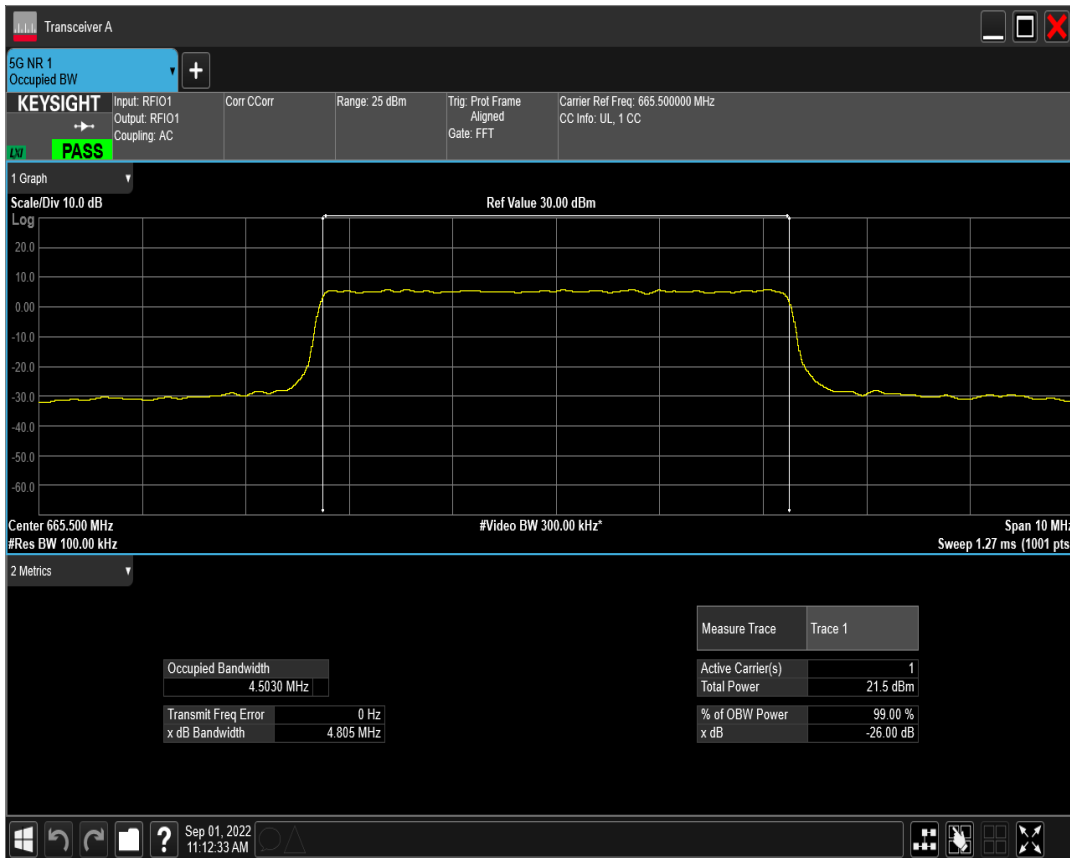 Transceiver A
5G NR 1
Occupied BW
+
KEYSIGHT
LXI
PASS
Input: RFIO1
Output: RFIO1
Coupling: AC
Corr CCorr
Range: 25 dBm
Trig: Prot Frame
Aligned
Gate: FFT
Carrier Ref Freq: 665.500000 MHz
CC Info: UL, 1 CC
1 Graph
Scale/Div 10.0 dB
Ref Value 30.00 dBm
Log
20.0
10.0
0.00
-10.0
-20.0
-30.0
-40.0
-50.0
-60.0
Center 665.500 MHz
#Video BW 300.00 kHz*
Span 10 MHz
#Res BW 100.00 kHz
Sweep 1.27 ms (1001 pts
2 Metrics
Measure Trace Trace 1
Occupied Bandwidth
4.5030 MHz
Active Carrier(s) 1
Total Power 21.5 dBm
Transmit Freq Error 0 Hz
x dB Bandwidth 4.805 MHz
% of OBW Power 99.00 %
x dB -26.00 dB
?
Sep 01, 2022
11:12:33 AM